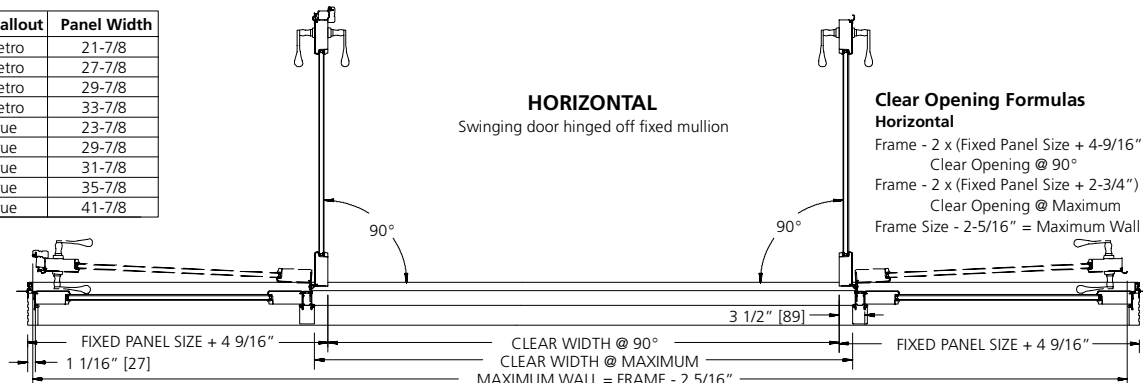 allout Panel Width
etro 21-7/8
etro 27-7/8
etro 29-7/8
etro 33-7/8
ue 23-7/8
ue 29-7/8
ue 31-7/8
ue 35-7/8
ue 41-7/8
HORIZONTAL
Swinging door hinged off fixed mullion
Clear Opening Formulas
Horizontal
Frame - 2 x (Fixed Panel Size + 4-9/16"
Clear Opening @ 90°
Frame - 2 x (Fixed Panel Size + 2-3/4")
Clear Opening @ Maximum
Frame Size - 2-5/16" = Maximum Wall
90°
90°
3 1/2" [89]
FIXED PANEL SIZE + 4 9/16"
CLEAR WIDTH @ 90°
FIXED PANEL SIZE + 4 9/16"
1 1/16" [27]
CLEAR WIDTH @ MAXIMUM
MAXIMUM WALL = FRAME - 2 5/16"